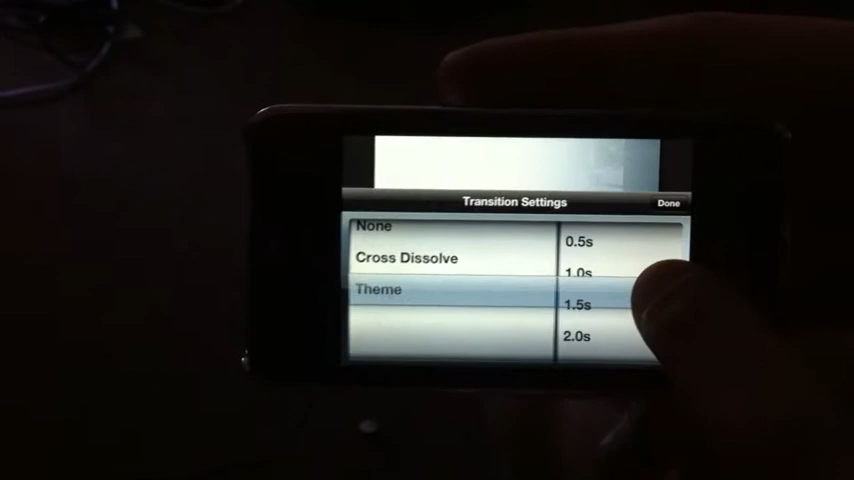 Transition Settings
Done
None
Cross Dissolve
Theme
0.5s
1.0s
1.5s
2.0s